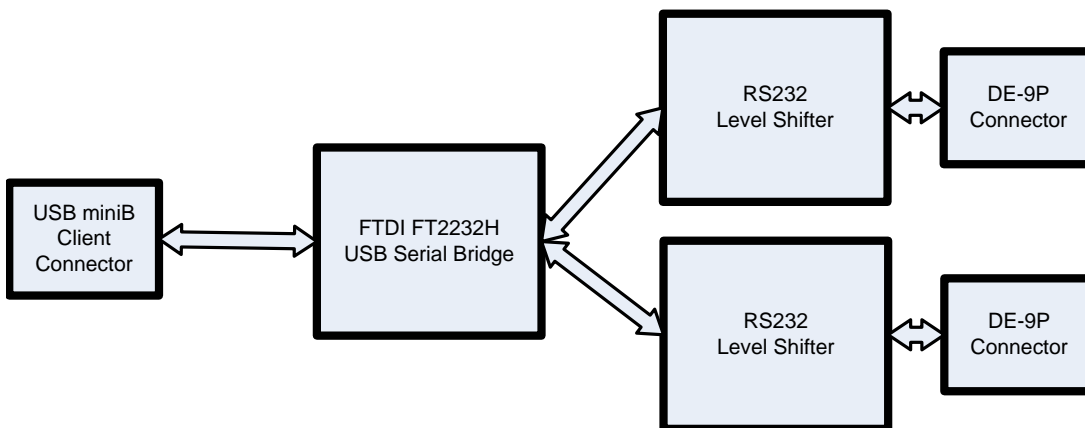 USB miniB
Client
Connector
FTDI FT2232H
USB Serial Bridge
RS232
Level Shifter
DE-9P
Connector
RS232
Level Shifter
DE-9P
Connector